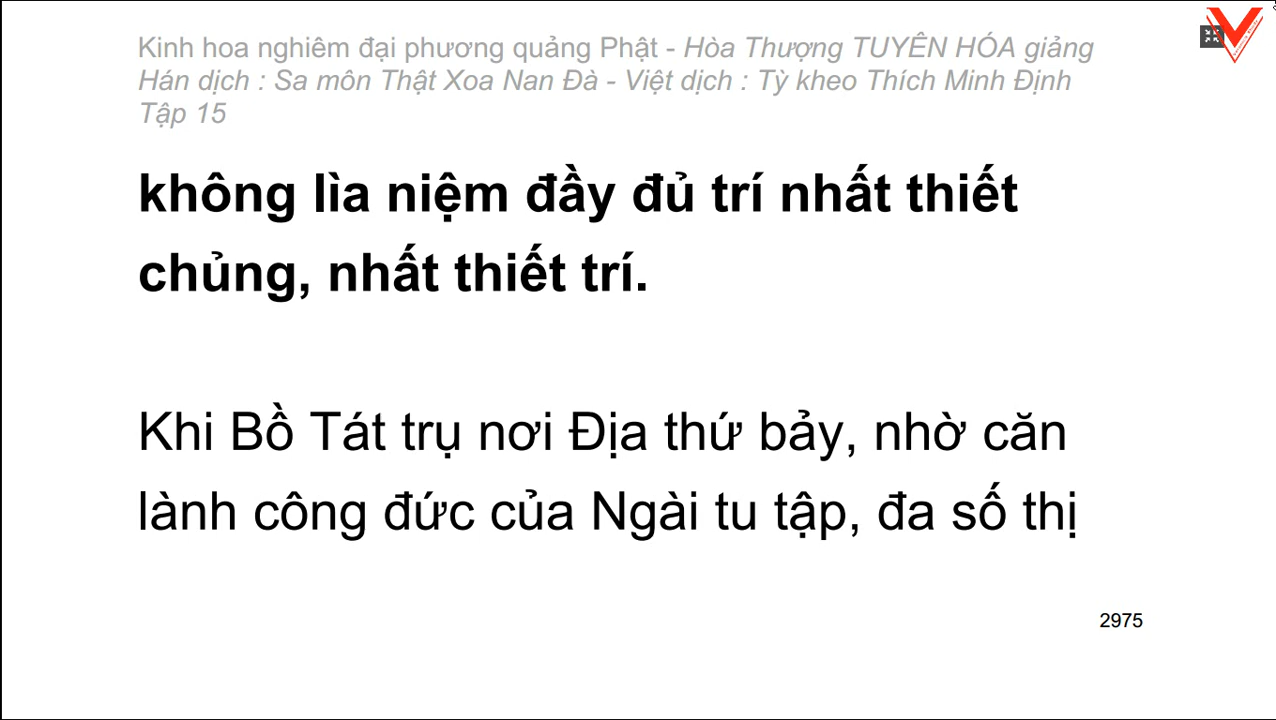 Kinh hoa nghiêm đại phương quảng Phật - Hòa Thượng TUYÊN HÓA giảng
Hán dịch : Sa môn Thật Xoa Nan Đà - Việt dịch : Tỳ kheo Thích Minh Định
Tập 15
không lìa niệm đầy đủ trí nhất thiết
chủng, nhất thiết trí.
Khi Bồ Tát trụ nơi Địa thứ bảy, nhờ căn
lành công đức của Ngài tu tập, đa số thị
2975